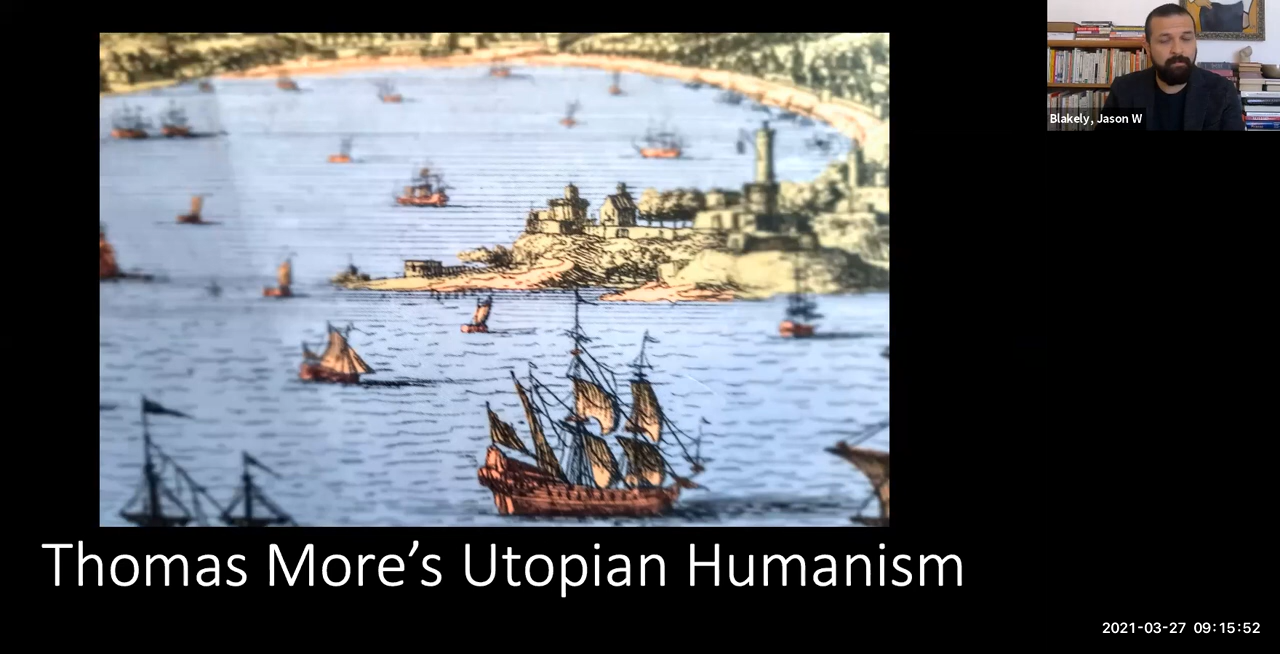 Blakely, Jason W
Thomas More’s Utopian Humanism
2021-03-27 09:15:52